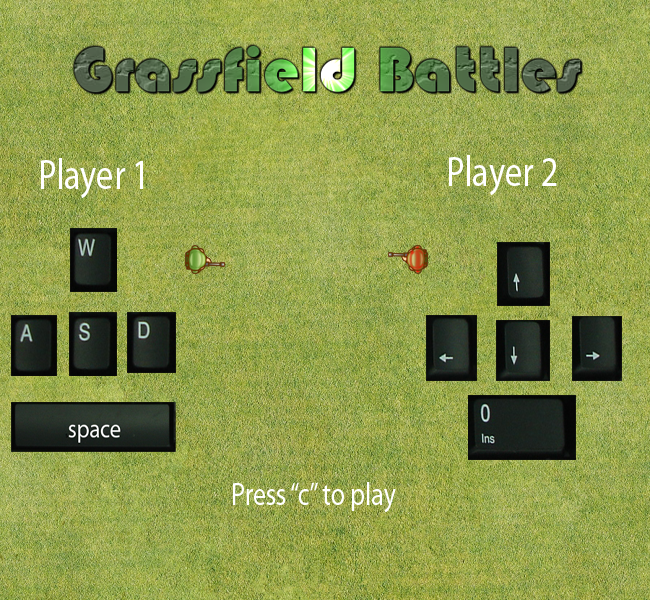 Grassfield Battles
Player 1
Player 2
W
A S D
space
↑
← ↓ →
0
Ins
Press “c” to play